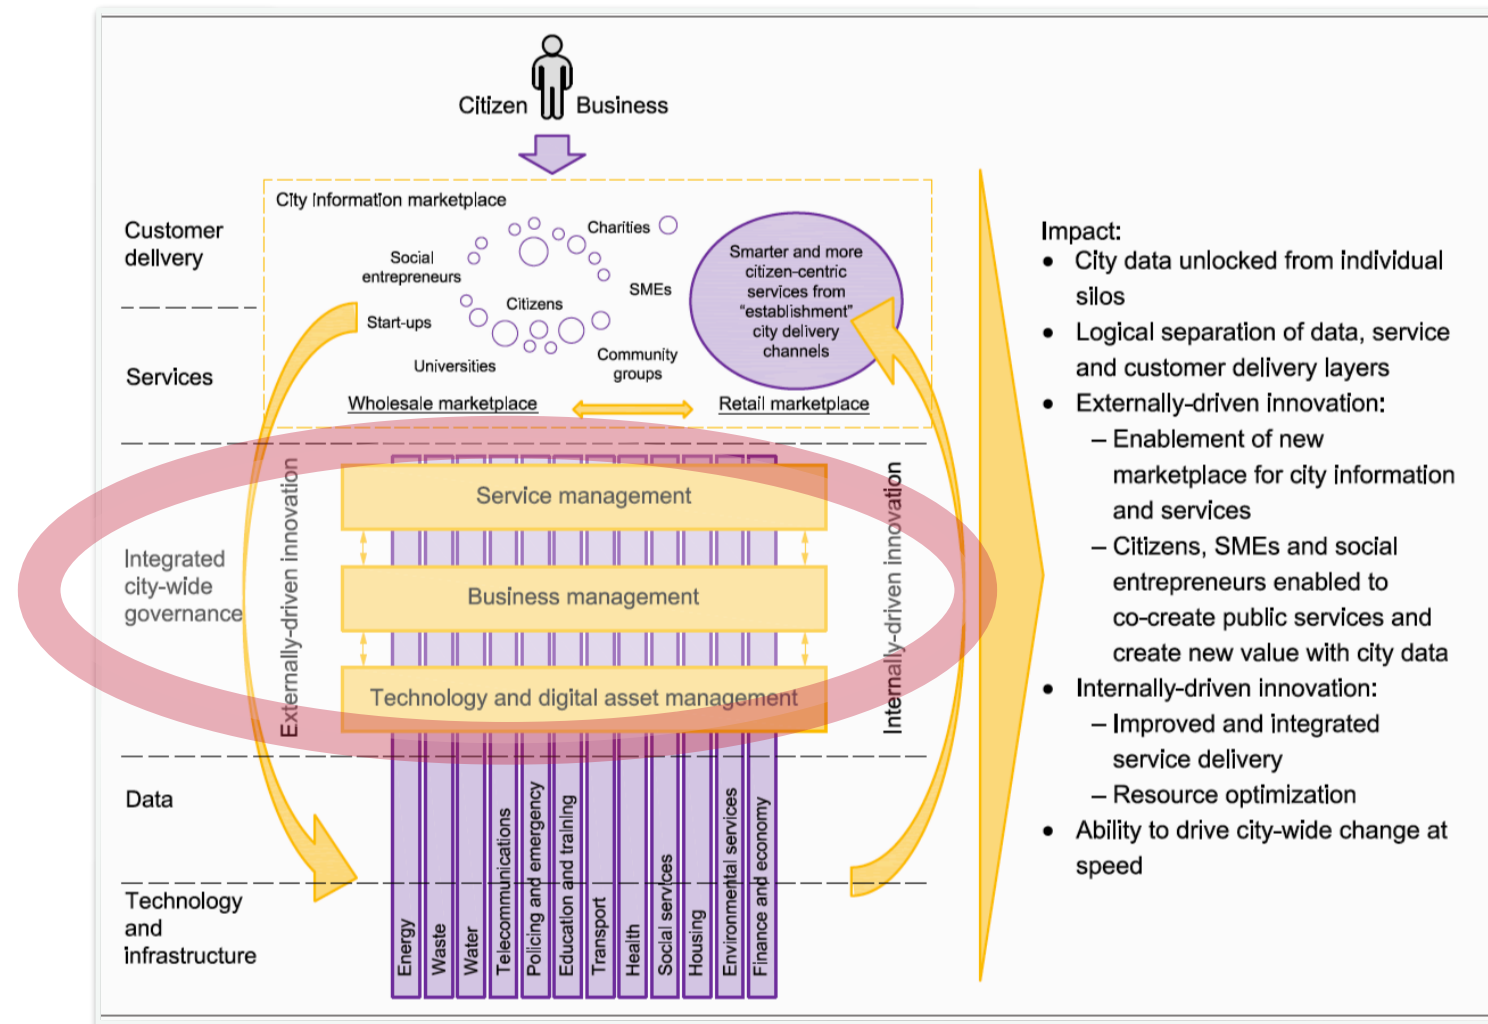 Citizen Business
City information marketplace
Customer
delivery
Services
Social
entrepreneurs
Charities
Citizens
SMEs
Start-ups
Universities
Community
groups
Smarter and more
citizen-centric
services from
"establishment"
city delivery
channels
Wholesale marketplace
Retail marketplace
Integrated
city-wide
governance
Externally-driven innovation
Service management
Business management
Technology and digital asset management
Internally-driven innovation
Data
Technology
and
infrastructure
Energy
Waste
Water
Telecommunications
Policing and emergency
Education and training
Transport
Health
Social services
Housing
Environmental services
Finance and economy
Impact:
• City data unlocked from individual
silos
• Logical separation of data, service
and customer delivery layers
• Externally-driven innovation:
– Enablement of new
marketplace for city information
and services
– Citizens, SMEs and social
entrepreneurs enabled to
co-create public services and
create new value with city data
• Internally-driven innovation:
– Improved and integrated
service delivery
– Resource optimization
• Ability to drive city-wide change at
speed